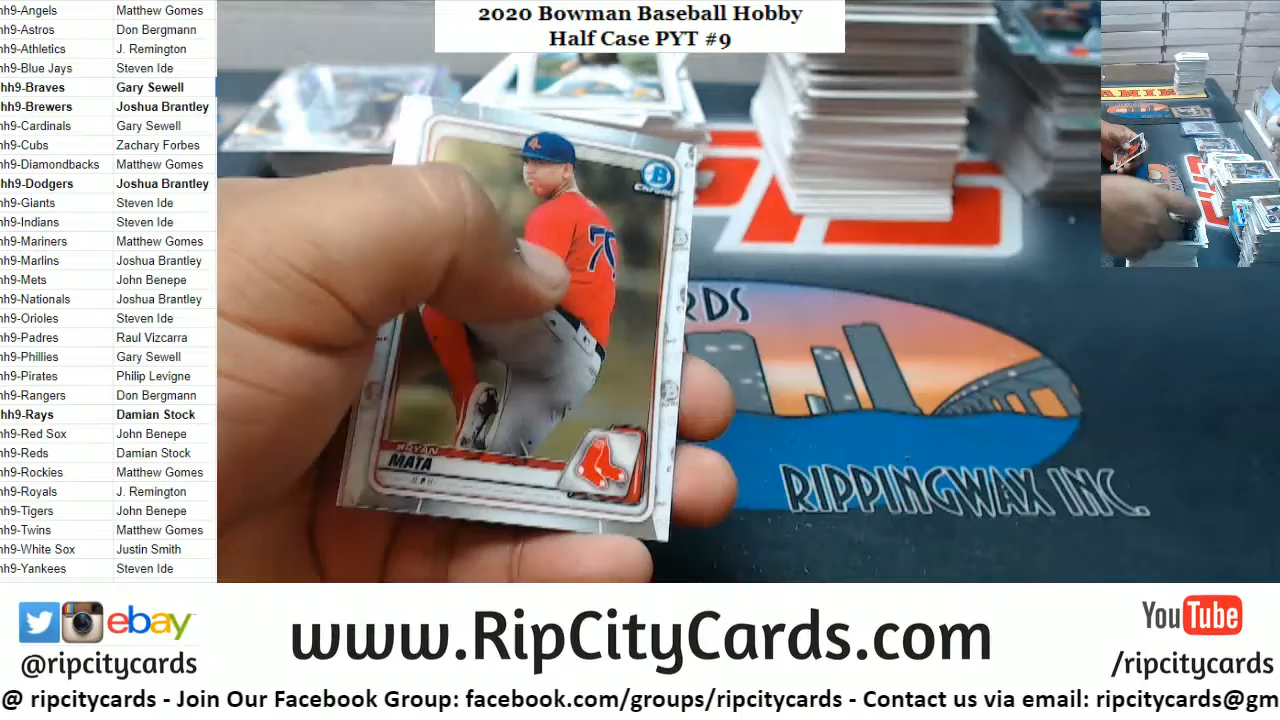 2020 Bowman Baseball Hobby
Half Case PYT #9
hh9-Angels Matthew Gomes
hh9-Astros Don Bergmann
hh9-Athletics J. Remington
hh9-Blue Jays Steven Ide
hh9-Braves Gary Sewell
hh9-Brewers Joshua Brantley
hh9-Cardinals Gary Sewell
hh9-Cubs Zachary Forbes
hh9-Diamondbacks Matthew Gomes
hh9-Dodgers Joshua Brantley
hh9-Giants Steven Ide
hh9-Indians Steven Ide
hh9-Mariners Matthew Gomes
hh9-Marlins Joshua Brantley
hh9-Mets John Benepe
hh9-Nationals Joshua Brantley
hh9-Orioles Steven Ide
hh9-Padres Raul Vizcarra
hh9-Phillies Gary Sewell
hh9-Pirates Philip Levigne
hh9-Rangers Don Bergmann
hh9-Rays Damian Stock
hh9-Red Sox John Benepe
hh9-Reds Damian Stock
hh9-Rockies Matthew Gomes
hh9-Royals J. Remington
hh9-Tigers John Benepe
hh9-Twins Matthew Gomes
hh9-White Sox Justin Smith
hh9-Yankees Steven Ide
B
Chrome
BRYAN
MATA
RDS
RIPPINGWAX INC.
ebay
@ripcitycards
www.RipCityCards.com
YouTube
/ripcitycards
@ ripcitycards - Join Our Facebook Group: facebook.com/groups/ripcitycards - Contact us via email: ripcitycards@gm